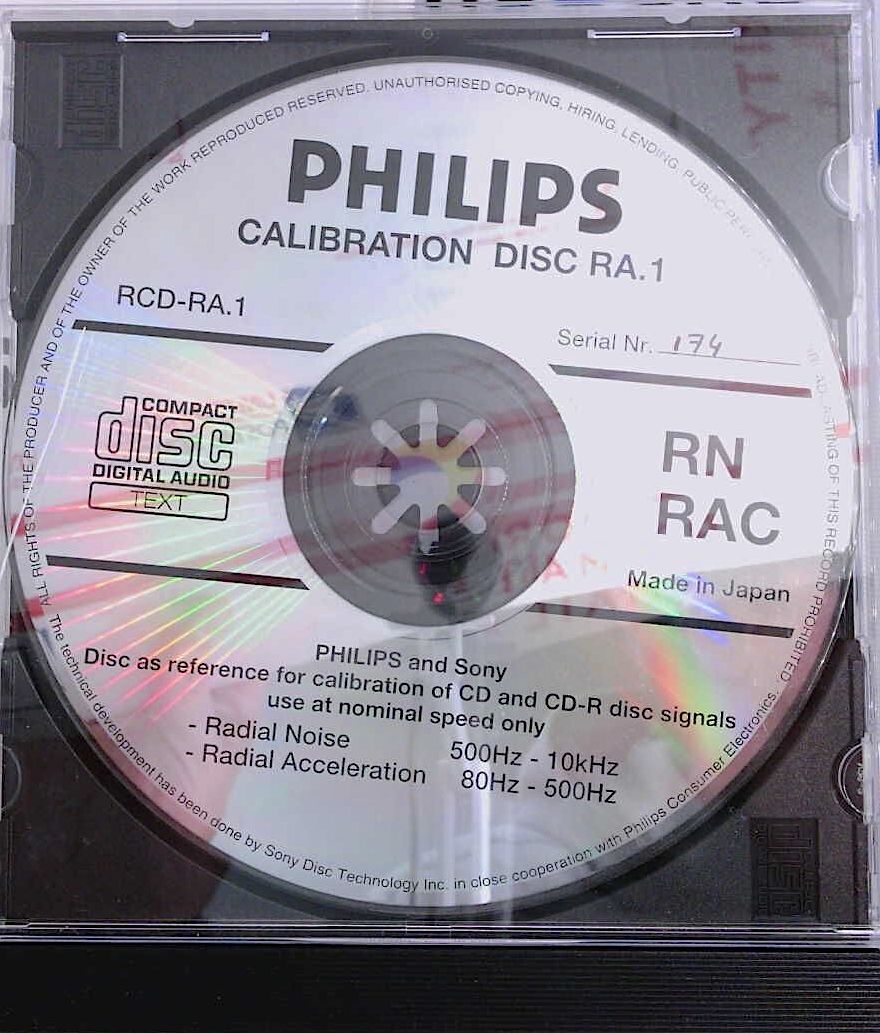 ALL RIGHTS OF THE PRODUCER AND OF THE OWNER OF THE WORK REPRODUCED RESERVED. UNAUTHORISED COPYING, HIRING, LENDING, PUBLIC OF THIS RECORD PROHIBITED.
PHILIPS
CALIBRATION DISC RA.1
RCD-RA.1
Serial Nr. 174
COMPACT
disc
DIGITAL AUDIO
TEXT
RN
RAC
Made in Japan
PHILIPS and Sony
Disc as reference for calibration of CD and CD-R disc signals
use at nominal speed only
- Radial Noise 500Hz - 10kHz
- Radial Acceleration 80Hz - 500Hz
The technical development has been done by Sony Disc Technology Inc. in close cooperation with Philips Consumer Electronics.